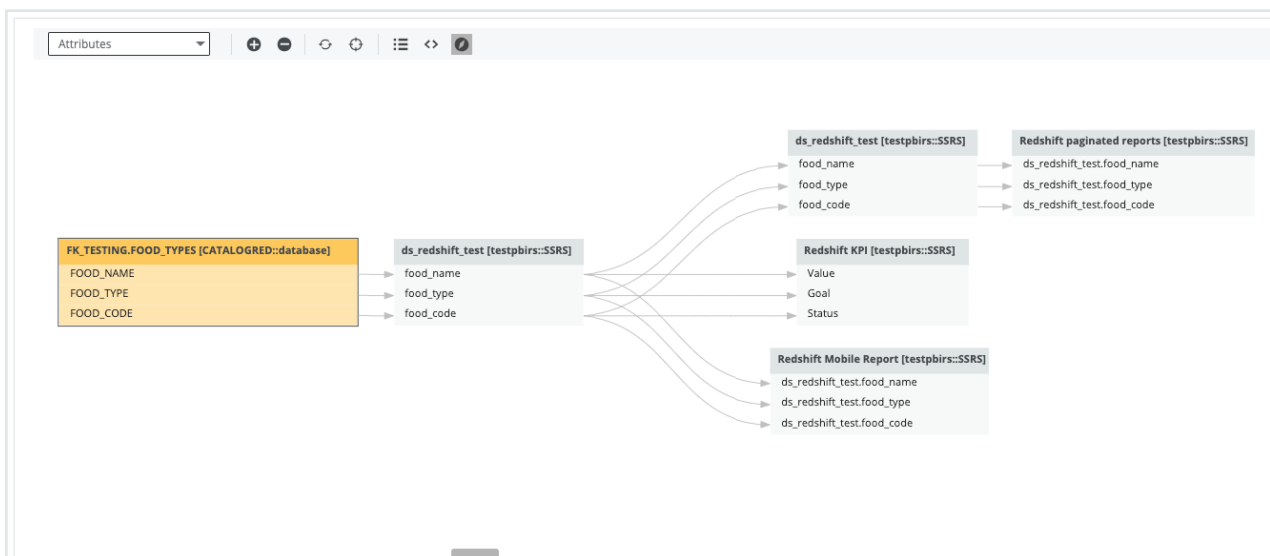 Attributes
ds_redshift_test [testpbirs::SSRS]
food_name
food_type
food_code
Redshift paginated reports [testpbirs::SSRS]
ds_redshift_test.food_name
ds_redshift_test.food_type
ds_redshift_test.food_code
FK_TESTING.FOOD_TYPES [CATALOGRED::database]
FOOD_NAME
FOOD_TYPE
FOOD_CODE
ds_redshift_test [testpbirs::SSRS]
food_name
food_type
food_code
Redshift KPI [testpbirs::SSRS]
Value
Goal
Status
Redshift Mobile Report [testpbirs::SSRS]
ds_redshift_test.food_name
ds_redshift_test.food_type
ds_redshift_test.food_code